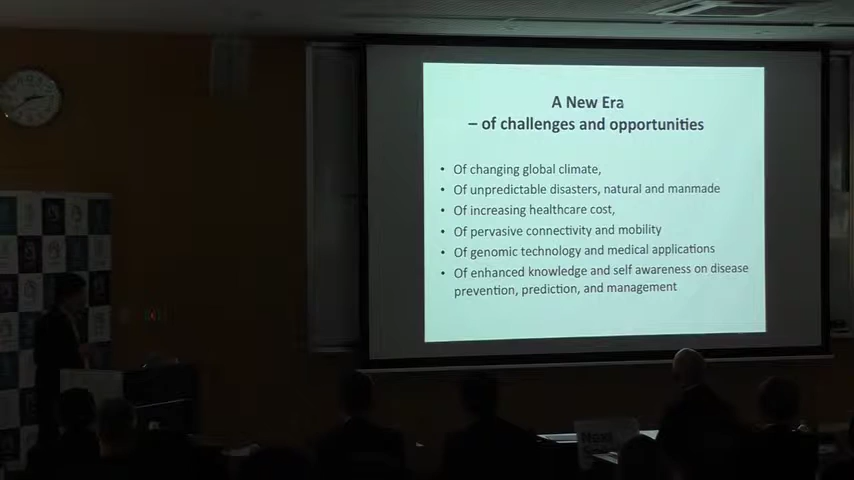 A New Era
– of challenges and opportunities
• Of changing global climate,
• Of unpredictable disasters, natural and manmade
• Of increasing healthcare cost,
• Of pervasive connectivity and mobility
• Of genomic technology and medical applications
• Of enhanced knowledge and self awareness on disease
prevention, prediction, and management